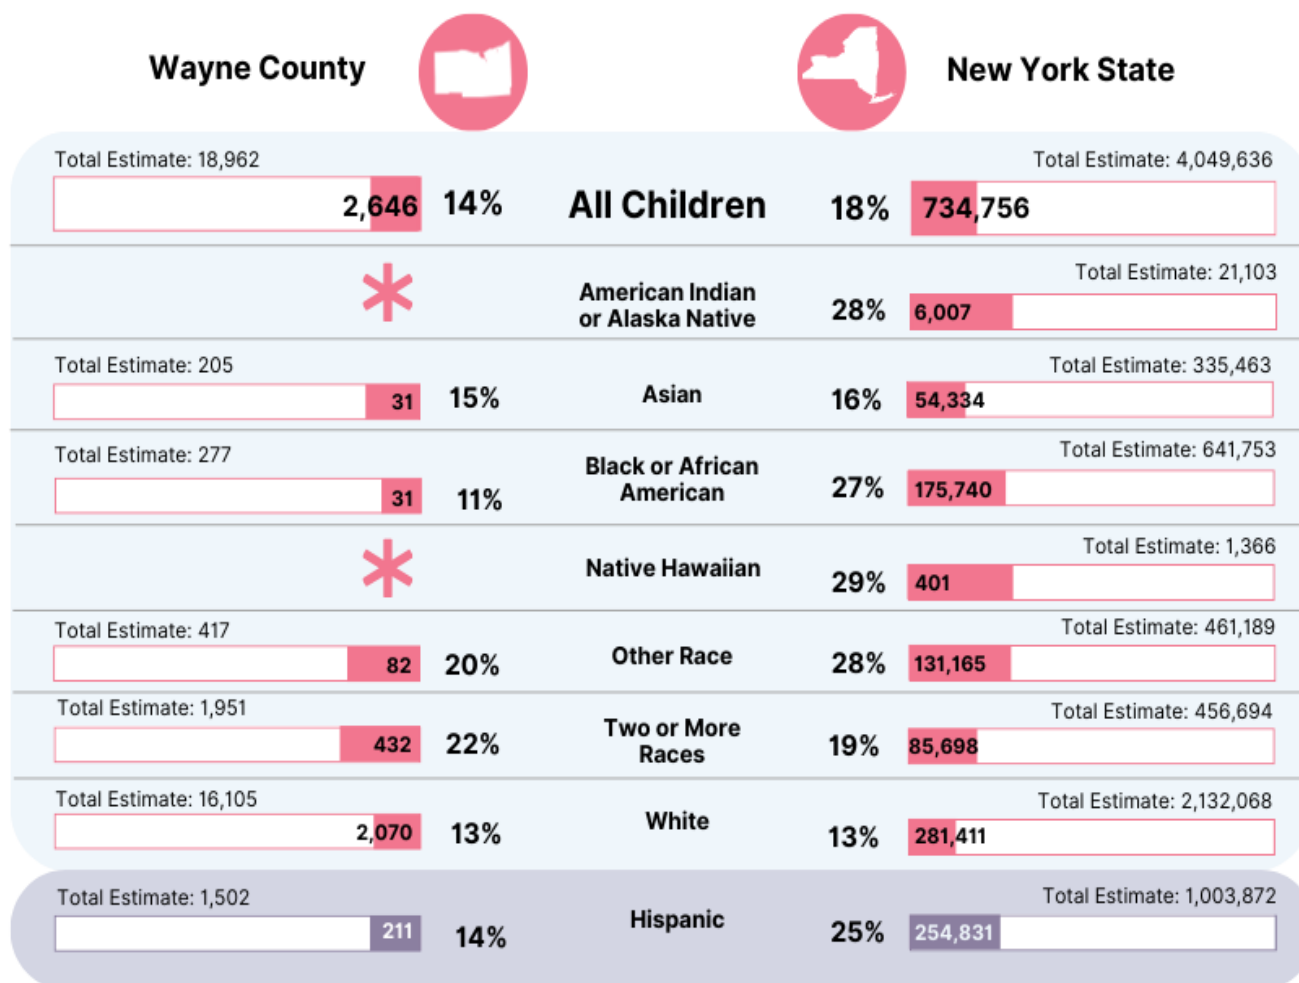 Wayne County
New York State
Total Estimate: 18,962
Total Estimate: 4,049,636
2,646 14% All Children 18% 734,756
Total Estimate: 21,103
* American Indian
or Alaska Native 28% 6,007
Total Estimate: 205
Total Estimate: 335,463
31 15% Asian 16% 54,334
Total Estimate: 277
Total Estimate: 641,753
Black or African
American
31 11% 27% 175,740
Total Estimate: 1,366
* Native Hawaiian 29% 401
Total Estimate: 417
Total Estimate: 461,189
82 20% Other Race 28% 131,165
Total Estimate: 1,951
Total Estimate: 456,694
Two or More
Races
432 22% 19% 85,698
Total Estimate: 16,105
Total Estimate: 2,132,068
2,070 13% White 13% 281,411
Total Estimate: 1,502
Total Estimate: 1,003,872
211 14% Hispanic 25% 254,831